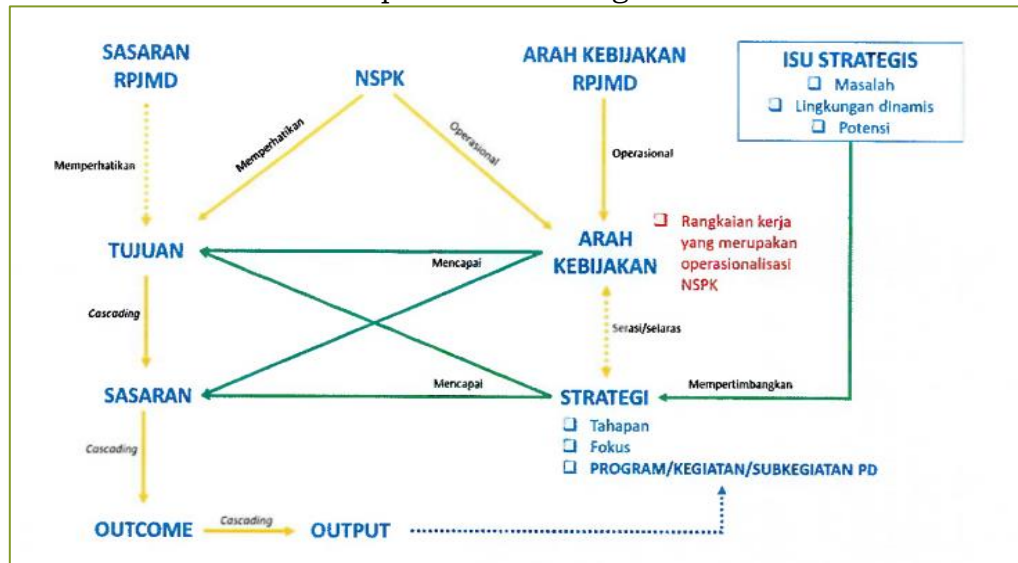 SASARAN
RPJMD
NSPK
ARAH KEBIJAKAN
RPJMD
ISU STRATEGIS
Masalah
Lingkungan dinamis
Potensi
Memperhatikan
Memperhatikan
Operasional
Operasional
TUJUAN
Mencapai
ARAH
KEBIJAKAN
Rangkaian kerja
yang merupakan
operasionalisasi
NSPK
Cascading
Serasi/selaras
SASARAN
Mencapai
STRATEGI
Mempertimbangkan
Tahapan
Fokus
PROGRAM/KEGIATAN/SUBKEGIATAN PD
Cascading
OUTCOME
Cascading
OUTPUT